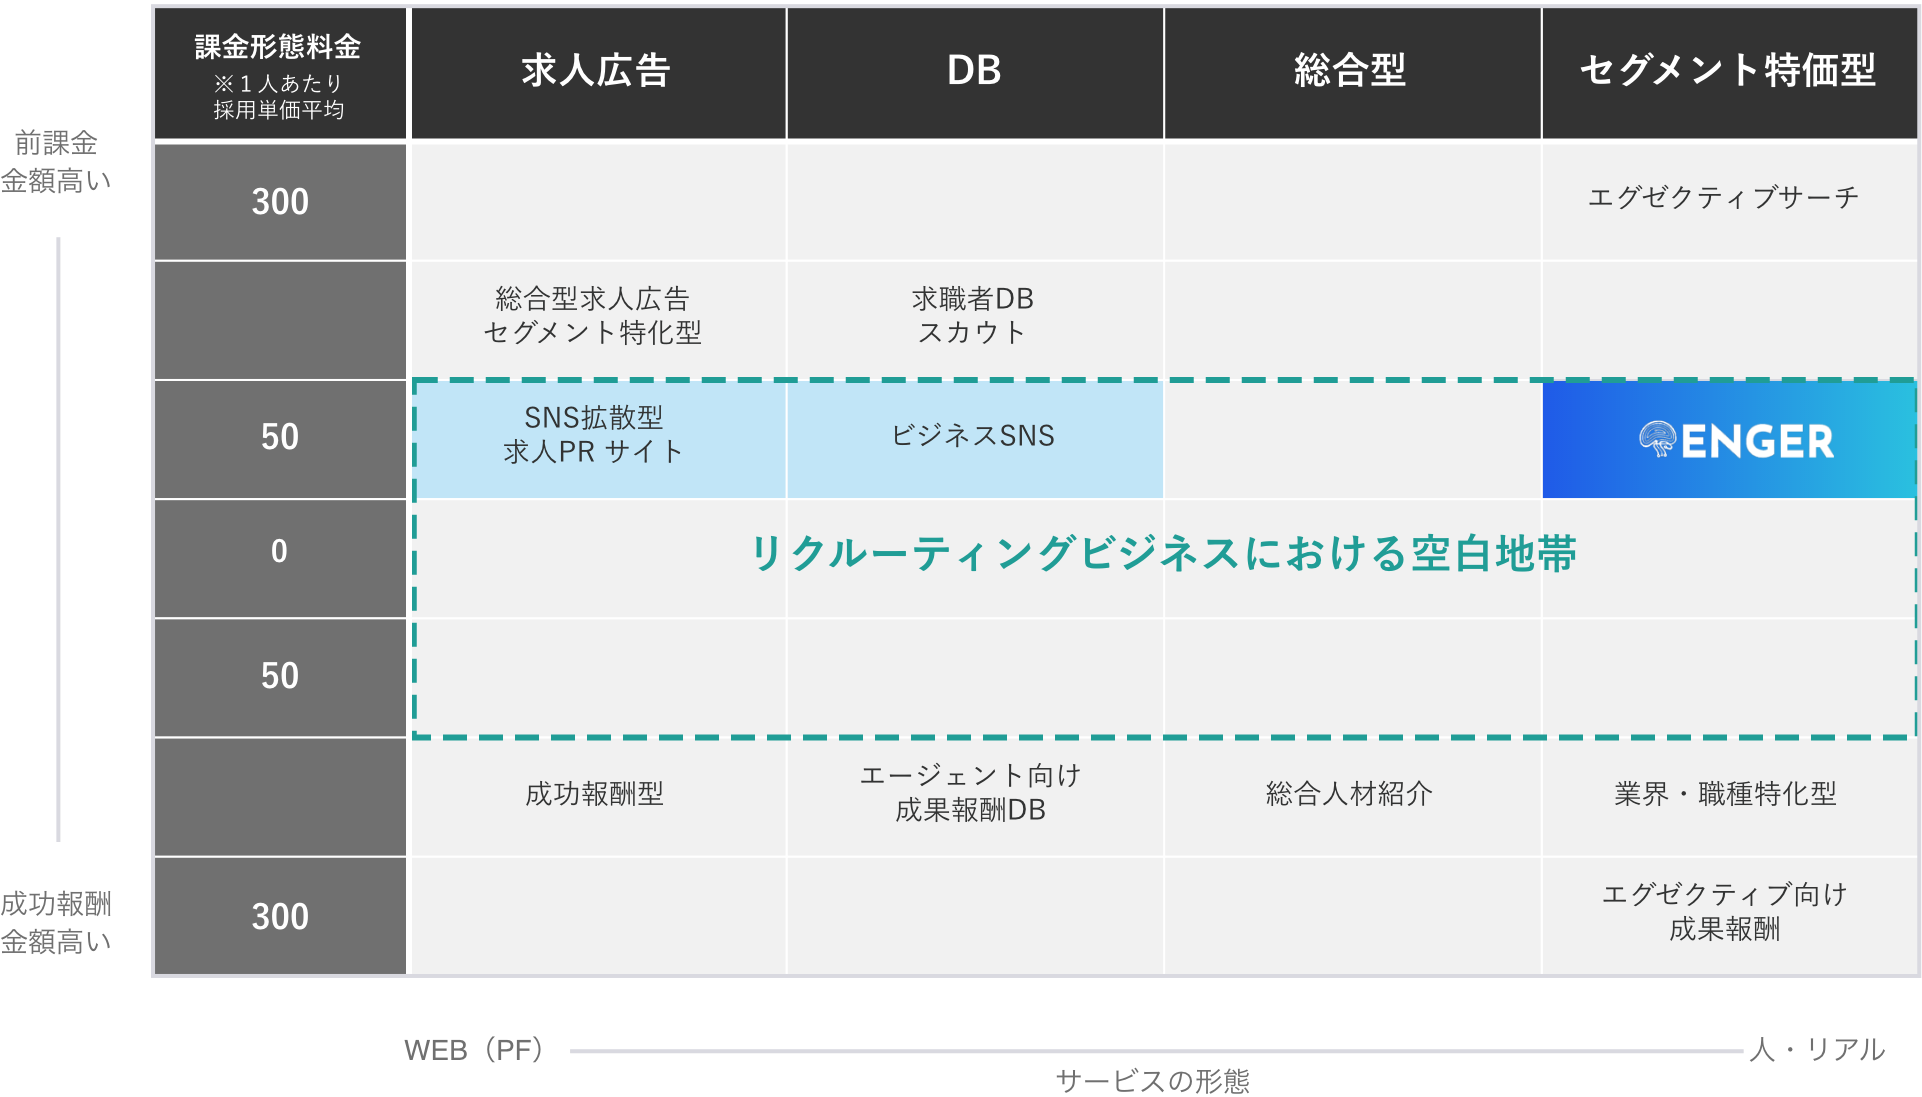 課金形態料金
※１人あたり
採用単価平均
求人広告
DB
総合型
セグメント特価型
前課金
金額高い
300
エグゼクティブサーチ
総合型求人広告
セグメント特化型
求職者DB
スカウト
50
SNS拡散型
求人PR サイト
ビジネスSNS
ENGER
0
リクルーティングビジネスにおける空白地帯
50
成功報酬型
エージェント向け
成果報酬DB
総合人材紹介
業界・職種特化型
成功報酬
金額高い
300
エグゼクティブ向け
成果報酬
WEB（PF）
人・リアル
サービスの形態